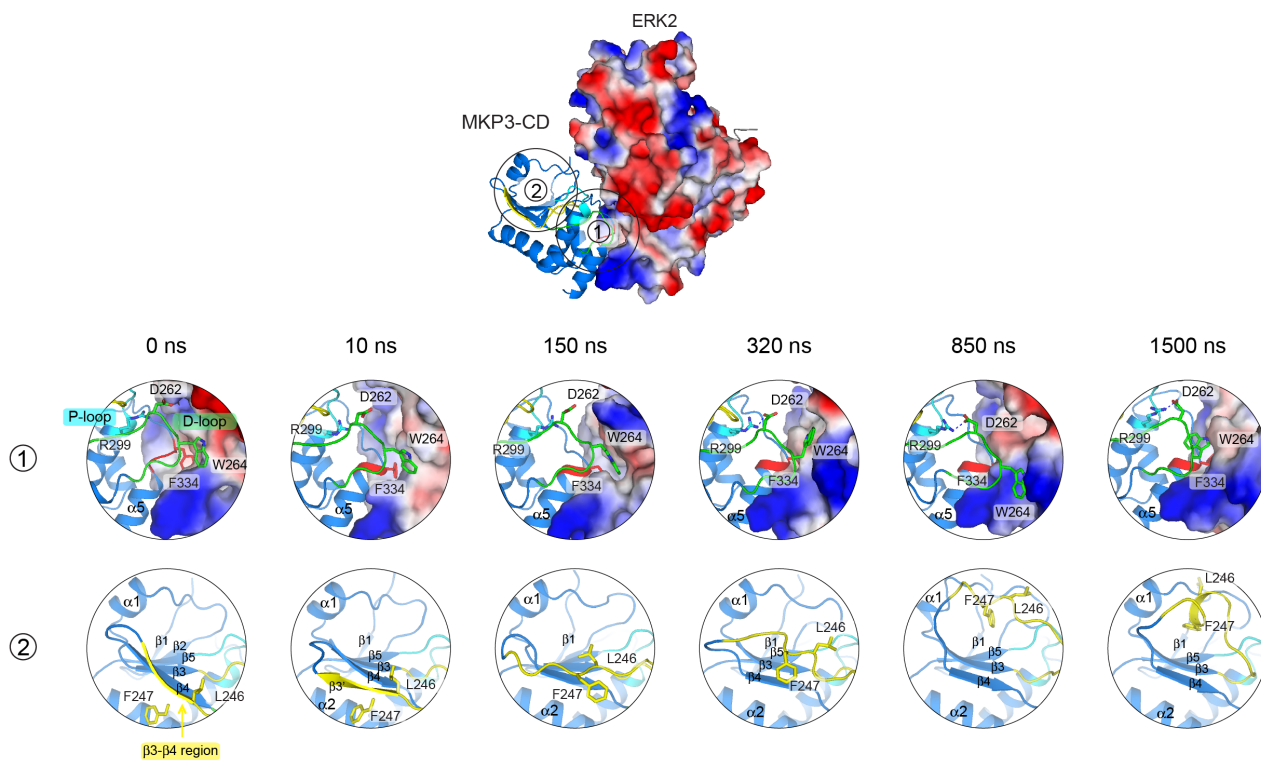 ERK2
MKP3-CD
2
1
0 ns 10 ns 150 ns 320 ns 850 ns 1500 ns
1
D262
P-loop
D-loop
R299
W264
F334
α5
D262
R299
W264
F334
α5
D262
W264
R299
F334
α5
D262
R299
W264
F334
α5
D262
R299
F334
W264
α5
D262
R299
W264
F334
α5
2
α1
β1
β2
β5
β3
β4
F247
L246
α2
β3-β4 region
α1
β1
β5
β3
β4
β3'
L246
α2
F247
α1
β1
L246
F247
α2
α1
β1
L246
β5
β3
β4
F247
α2
α1
F247
L246
β1
β5
β3
β4
α2
L246
α1
F247
β1
β5
β3
β4
α2